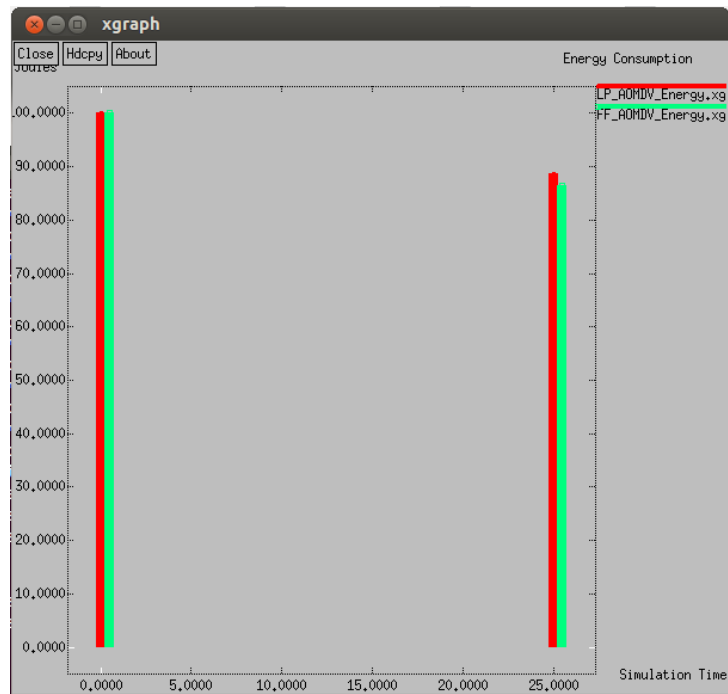 xgraph
Close Hdcpy About
Joules
Energy Consumption
LP_AOMDV_Energy.xg
FF_AOMDV_Energy.xg
00.0000
90.0000
80.0000
70.0000
60.0000
50.0000
40.0000
30.0000
20.0000
10.0000
0.0000
0.0000 5.0000 10.0000 15.0000 20.0000 25.0000
Simulation Time